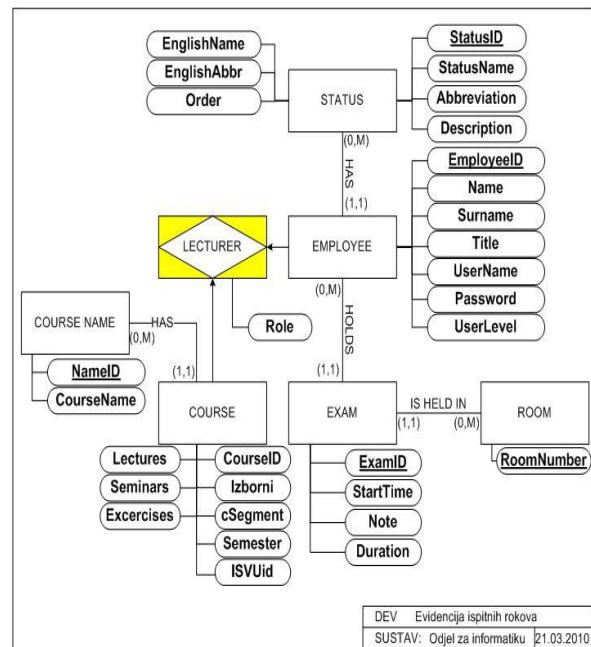 EnglishName
EnglishAbbr
Order
STATUS
StatusID
StatusName
Abbreviation
Description
(0,M)
HAS
(1,1)
LECTURER
EMPLOYEE
EmployeeID
Name
Surname
Title
UserName
Password
UserLevel
Role
(0,M)
HOLDS
(1,1)
COURSE NAME
HAS
(0,M)
(1,1)
NameID
CourseName
COURSE
EXAM
IS HELD IN
(1,1)
(0,M)
ROOM
RoomNumber
Lectures
Seminars
Excercises
CourseID
Izborni
cSegment
Semester
ISVUid
ExamID
StartTime
Note
Duration
DEV Evidencija ispitnih rokova
SUSTAV: Odjel za informatiku 21.03.2010